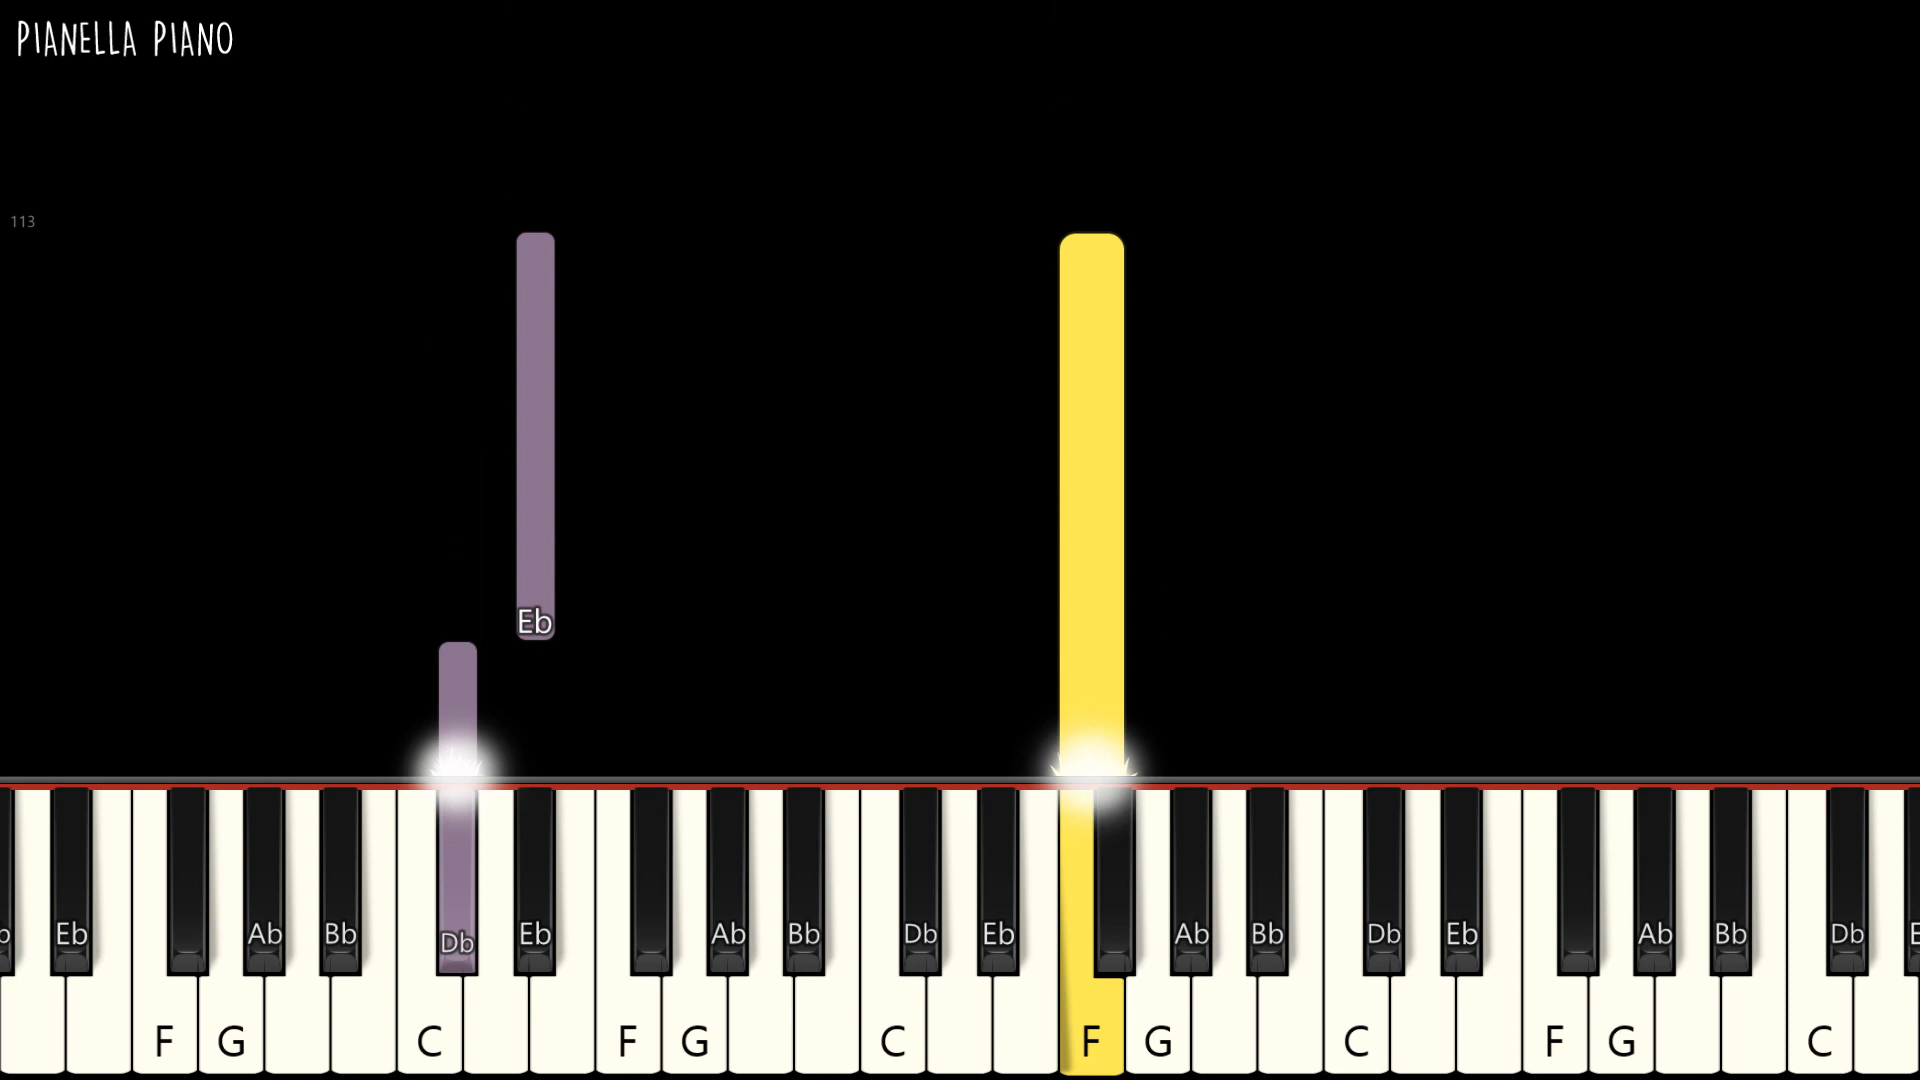 PIANELLA PIANO
113
Eb
Eb Ab Bb Db Eb Ab Bb Db Eb Ab Bb Db Eb Ab Bb Db
F G C F G C F G C F G C